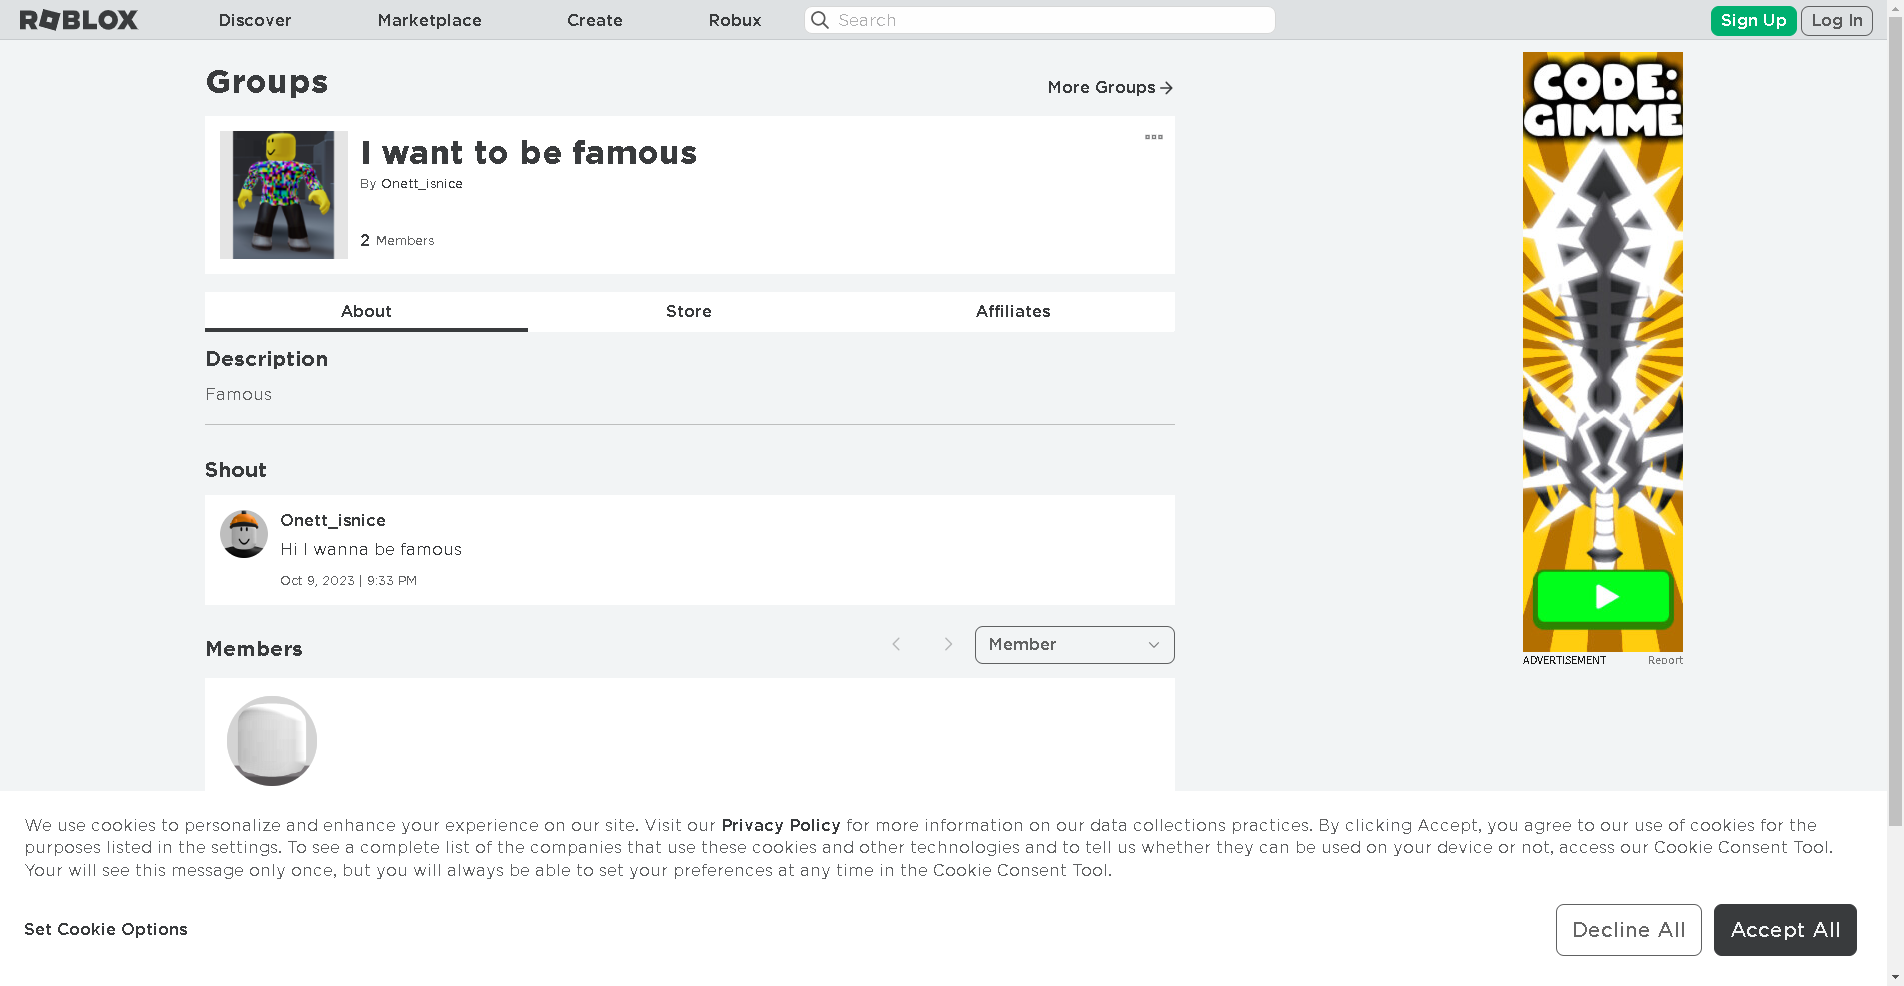 ROBLOX
Discover
Marketplace
Create
Robux
Search
Sign Up
Log In
Groups
More Groups
I want to be famous
By Onett_isnice
2 Members
About
Store
Affiliates
Description
Famous
Shout
Onett_isnice
Hi I wanna be famous
Oct 9, 2023 | 9:33 PM
Members
Member
CODE:
GIMME
ADVERTISEMENT
Report
We use cookies to personalize and enhance your experience on our site. Visit our Privacy Policy for more information on our data collections practices. By clicking Accept, you agree to our use of cookies for the
purposes listed in the settings. To see a complete list of the companies that use these cookies and other technologies and to tell us whether they can be used on your device or not, access our Cookie Consent Tool.
Your will see this message only once, but you will always be able to set your preferences at any time in the Cookie Consent Tool.
Set Cookie Options
Decline All
Accept All